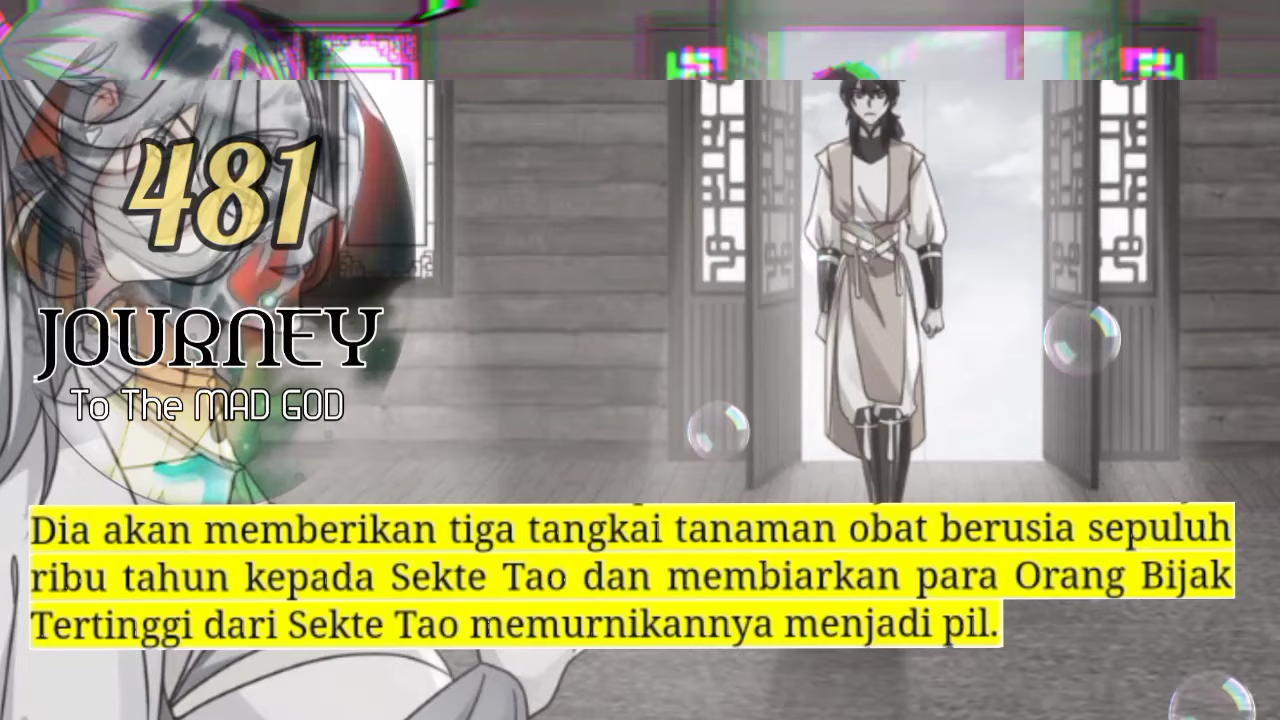 481
JOURNEY
To The MAD GOD
Dia akan memberikan tiga tangkai tanaman obat berusia sepuluh
ribu tahun kepada Sekte Tao dan membiarkan para Orang Bijak
Tertinggi dari Sekte Tao memurnikannya menjadi pil.